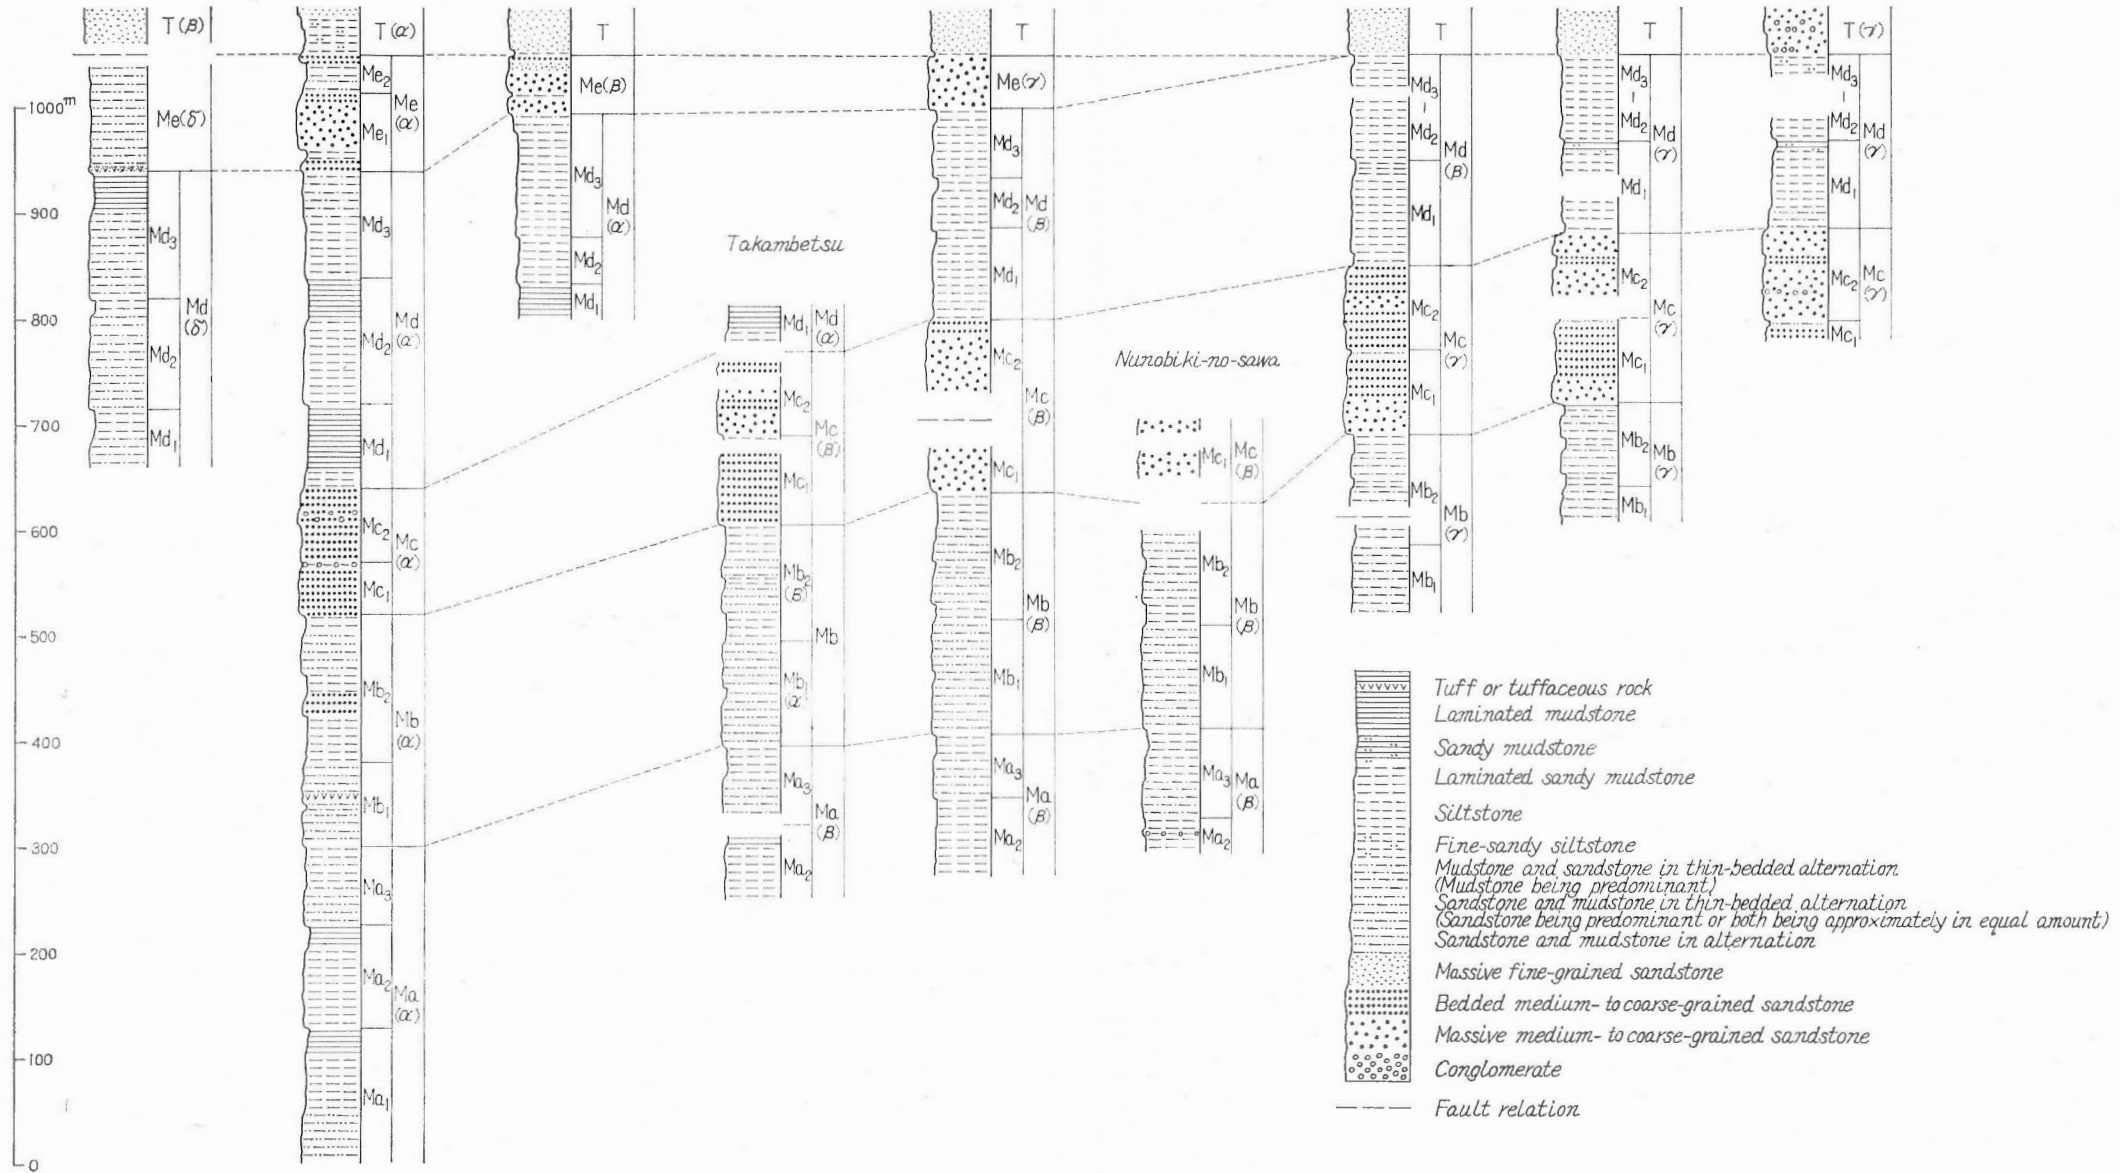 T(β)
Me(δ)
Md3
Md2
Md1
Md
(δ)
T(α)
Me2
Me1
Me
(α)
Md3
Md2
Md1
Md
(α)
Mc2
Mc1
Mc
(α)
Mb2
Mb1
Mb
(α)
Ma3
Ma2
Ma1
Ma
(α)
T
Me(β)
Md3
Md2
Md1
Md
(α)
Takambetsu
Md1
Md
(α)
Mc2
Mc1
Mc
(β)
Mb2
(β)
Mb1
(α)
Mb
Ma3
Ma2
Ma
(β)
T
Me(γ)
Md3
Md2
Md1
Md
(β)
Mc2
Mc1
Mc
(β)
Mb2
Mb1
Mb
(β)
Ma3
Ma2
Ma
(β)
Nunobiki-no-sawa
Mc1
Mc
(β)
Mb2
Mb1
Mb
(β)
Ma3
Ma2
Ma
(β)
T
Md3
|
Md2
Md1
Md
(β)
Mc2
Mc1
Mc
(γ)
Mb2
Mb1
Mb
(γ)
T
Md3
|
Md2
Md1
Md
(γ)
Mc2
Mc1
Mc
(γ)
Mb2
Mb1
Mb
(γ)
T(γ)
Md3
|
Md2
Md1
Md
(γ)
Mc2
Mc1
Mc
(γ)
1000m
900
800
700
600
500
400
300
200
100
0
Tuff or tuffaceous rock
Laminated mudstone
Sandy mudstone
Laminated sandy mudstone
Siltstone
Fine-sandy siltstone
Mudstone and sandstone in thin-bedded alternation
(Mudstone being predominant)
Sandstone and mudstone in thin-bedded alternation
(Sandstone being predominant or both being approximately in equal amount)
Sandstone and mudstone in alternation
Massive fine-grained sandstone
Bedded medium- to coarse-grained sandstone
Massive medium- to coarse-grained sandstone
Conglomerate
Fault relation